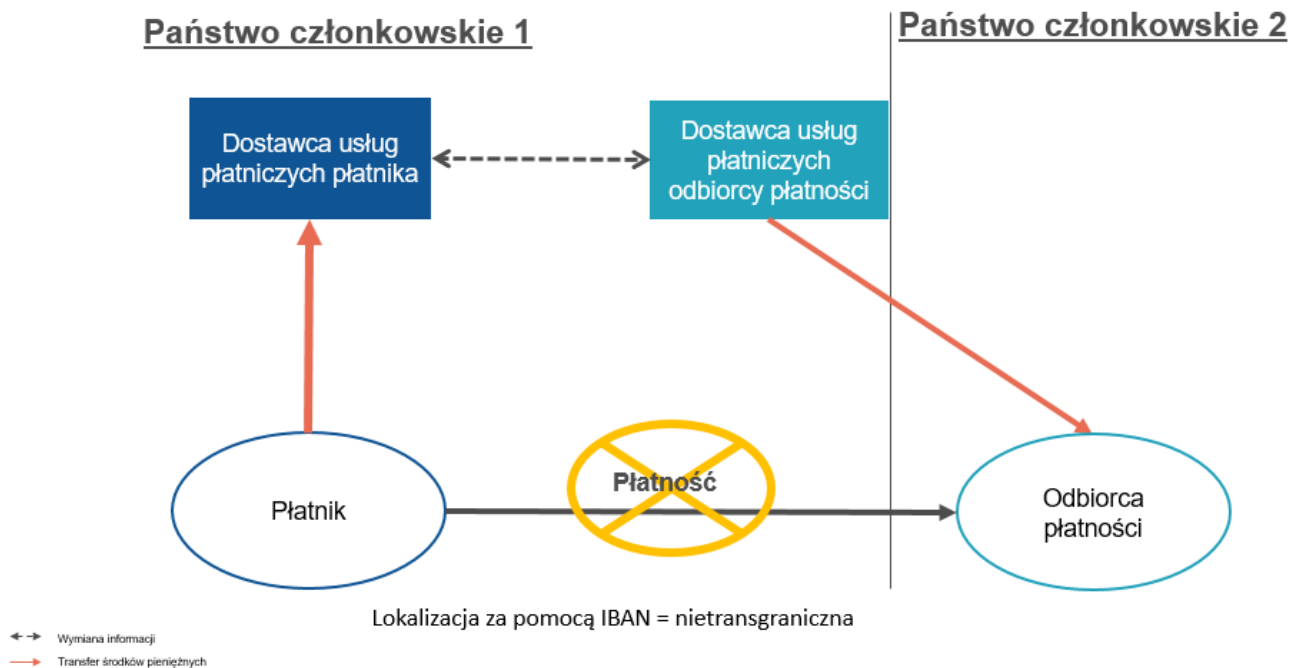 Państwo członkowskie 1
Państwo członkowskie 2
Dostawca usług
płatniczych płatnika
Dostawca usług
płatniczych
odbiorcy płatności
Płatność
Płatnik
Odbiorca
płatności
Lokalizacja za pomocą IBAN = nietransgraniczna
Wymiana informacji
Transfer środków pieniężnych